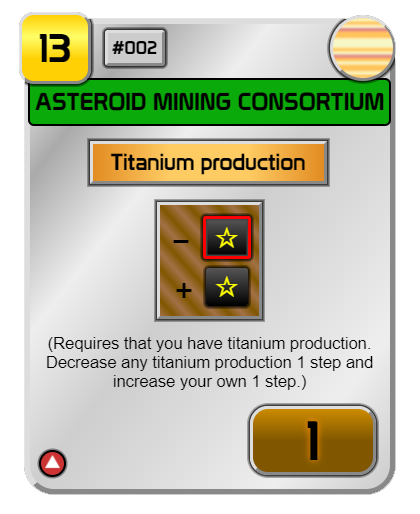 13
#002
ASTEROID MINING CONSORTIUM
Titanium production
-
+
(Requires that you have titanium production.
Decrease any titanium production 1 step and
increase your own 1 step.)
1